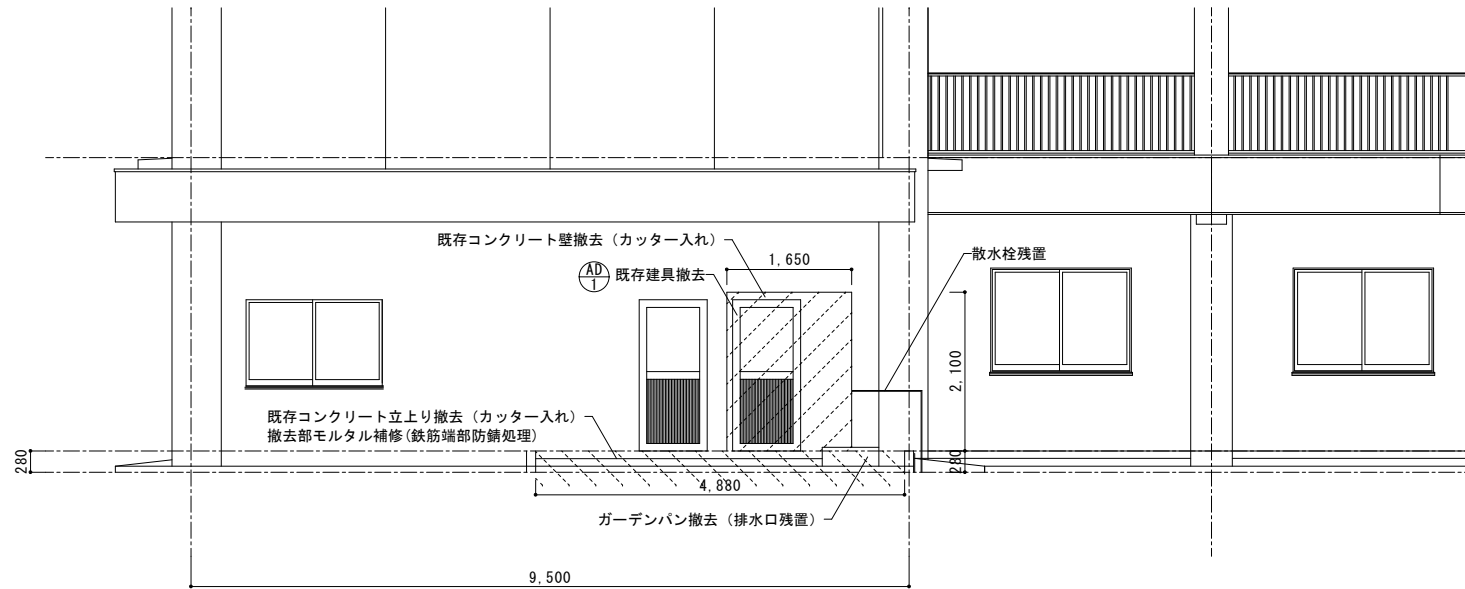 既存コンクリート壁撤去（カッター入れ）
1,650
散水栓残置
AD
1
既存建具撤去
2,100
既存コンクリート立上り撤去（カッター入れ）
撤去部モルタル補修(鉄筋端部防錆処理)
280
280
4,880
ガーデンパン撤去（排水口残置）
9,500